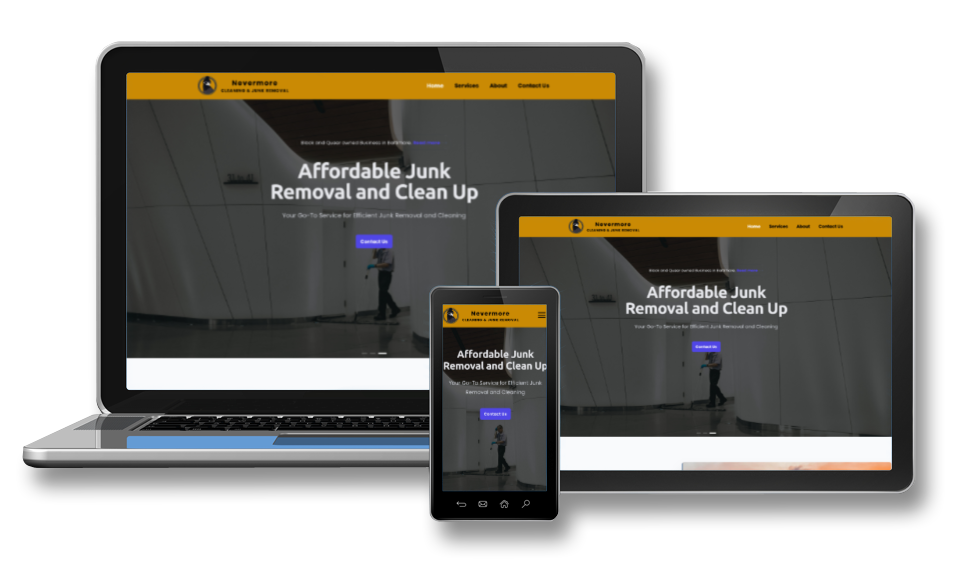 Nevermore
CLEANING & JUNK REMOVAL
Home Services About Contact Us
Black and Queer owned Business in Baltimore.
Affordable Junk
Removal and Clean Up
Your Go-To Service for Efficient Junk Removal and Cleaning
Contact Us
Nevermore
CLEANING & JUNK REMOVAL
Home Services About Contact Us
Black and Queer owned Business in Baltimore.
Affordable Junk
Removal and Clean Up
Your Go-To Service for Efficient Junk Removal and Cleaning
Contact Us
Nevermore
CLEANING & JUNK REMOVAL
Affordable Junk
Removal and Clean Up
Your Go-To Service for Efficient Junk
Removal and Cleaning
Contact Us